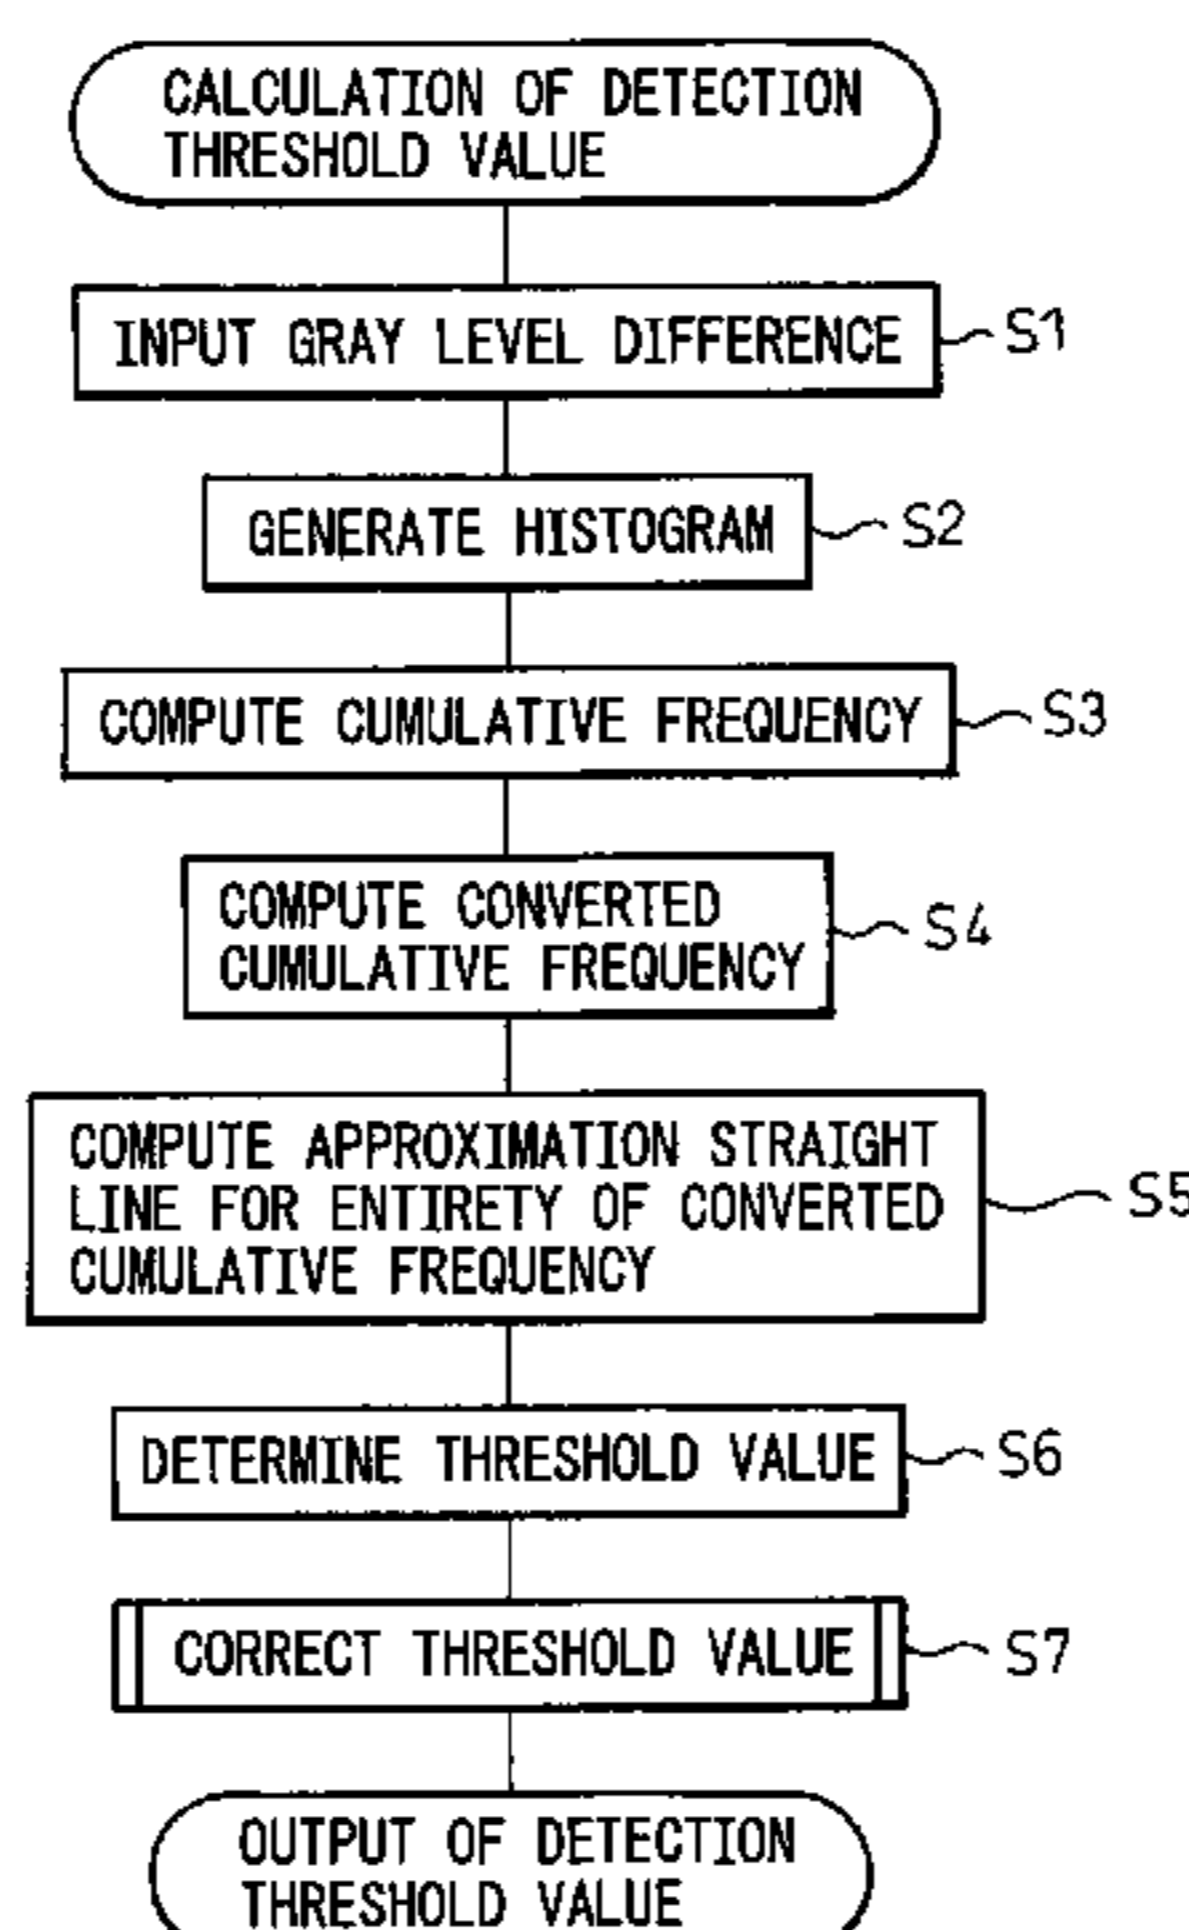 CALCULATION OF DETECTION
THRESHOLD VALUE
INPUT GRAY LEVEL DIFFERENCE
S1
GENERATE HISTOGRAM
S2
COMPUTE CUMULATIVE FREQUENCY
S3
COMPUTE CONVERTED
CUMULATIVE FREQUENCY
S4
COMPUTE APPROXIMATION STRAIGHT
LINE FOR ENTIRETY OF CONVERTED
CUMULATIVE FREQUENCY
S5
DETERMINE THRESHOLD VALUE
S6
CORRECT THRESHOLD VALUE
S7
OUTPUT OF DETECTION
THRESHOLD VALUE